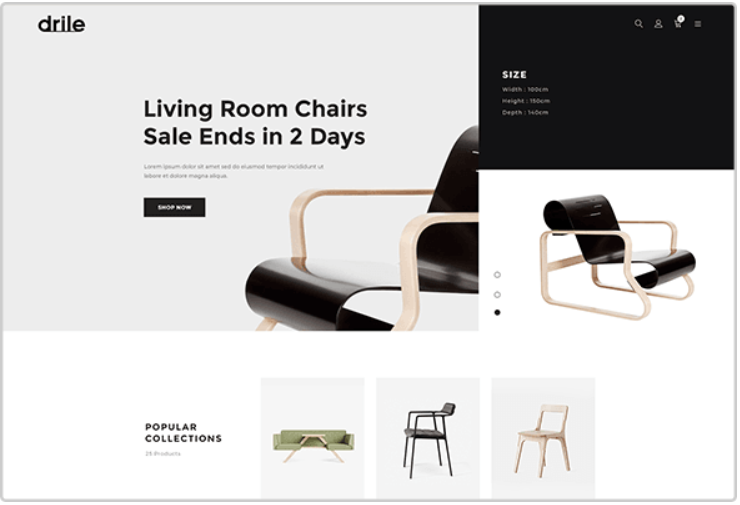 drile
0
SIZE
Width : 100cm
Height : 150cm
Depth : 140cm
Living Room Chairs
Sale Ends in 2 Days
Lorem ipsum dolor sit amet sed do eiusmod tempor incididunt ut
labore et dolore magna aliqua.
SHOP NOW
POPULAR
COLLECTIONS
25 Products